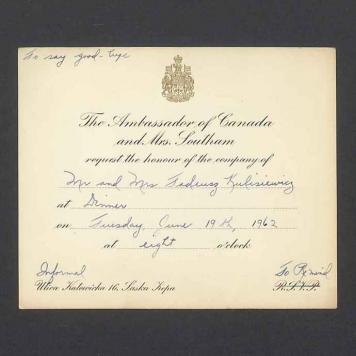 To say good-bye
The Ambassador of Canada
and Mrs. Southam
request the honour of the company of
Mr and Mrs Tadeusz Kulisiewicz
at Dinner
on Tuesday, June 19th, 1962
at eight o'clock
Informal
To Remind
Ulica Katowicka 16, Saska Kepa
R.S.V.P.